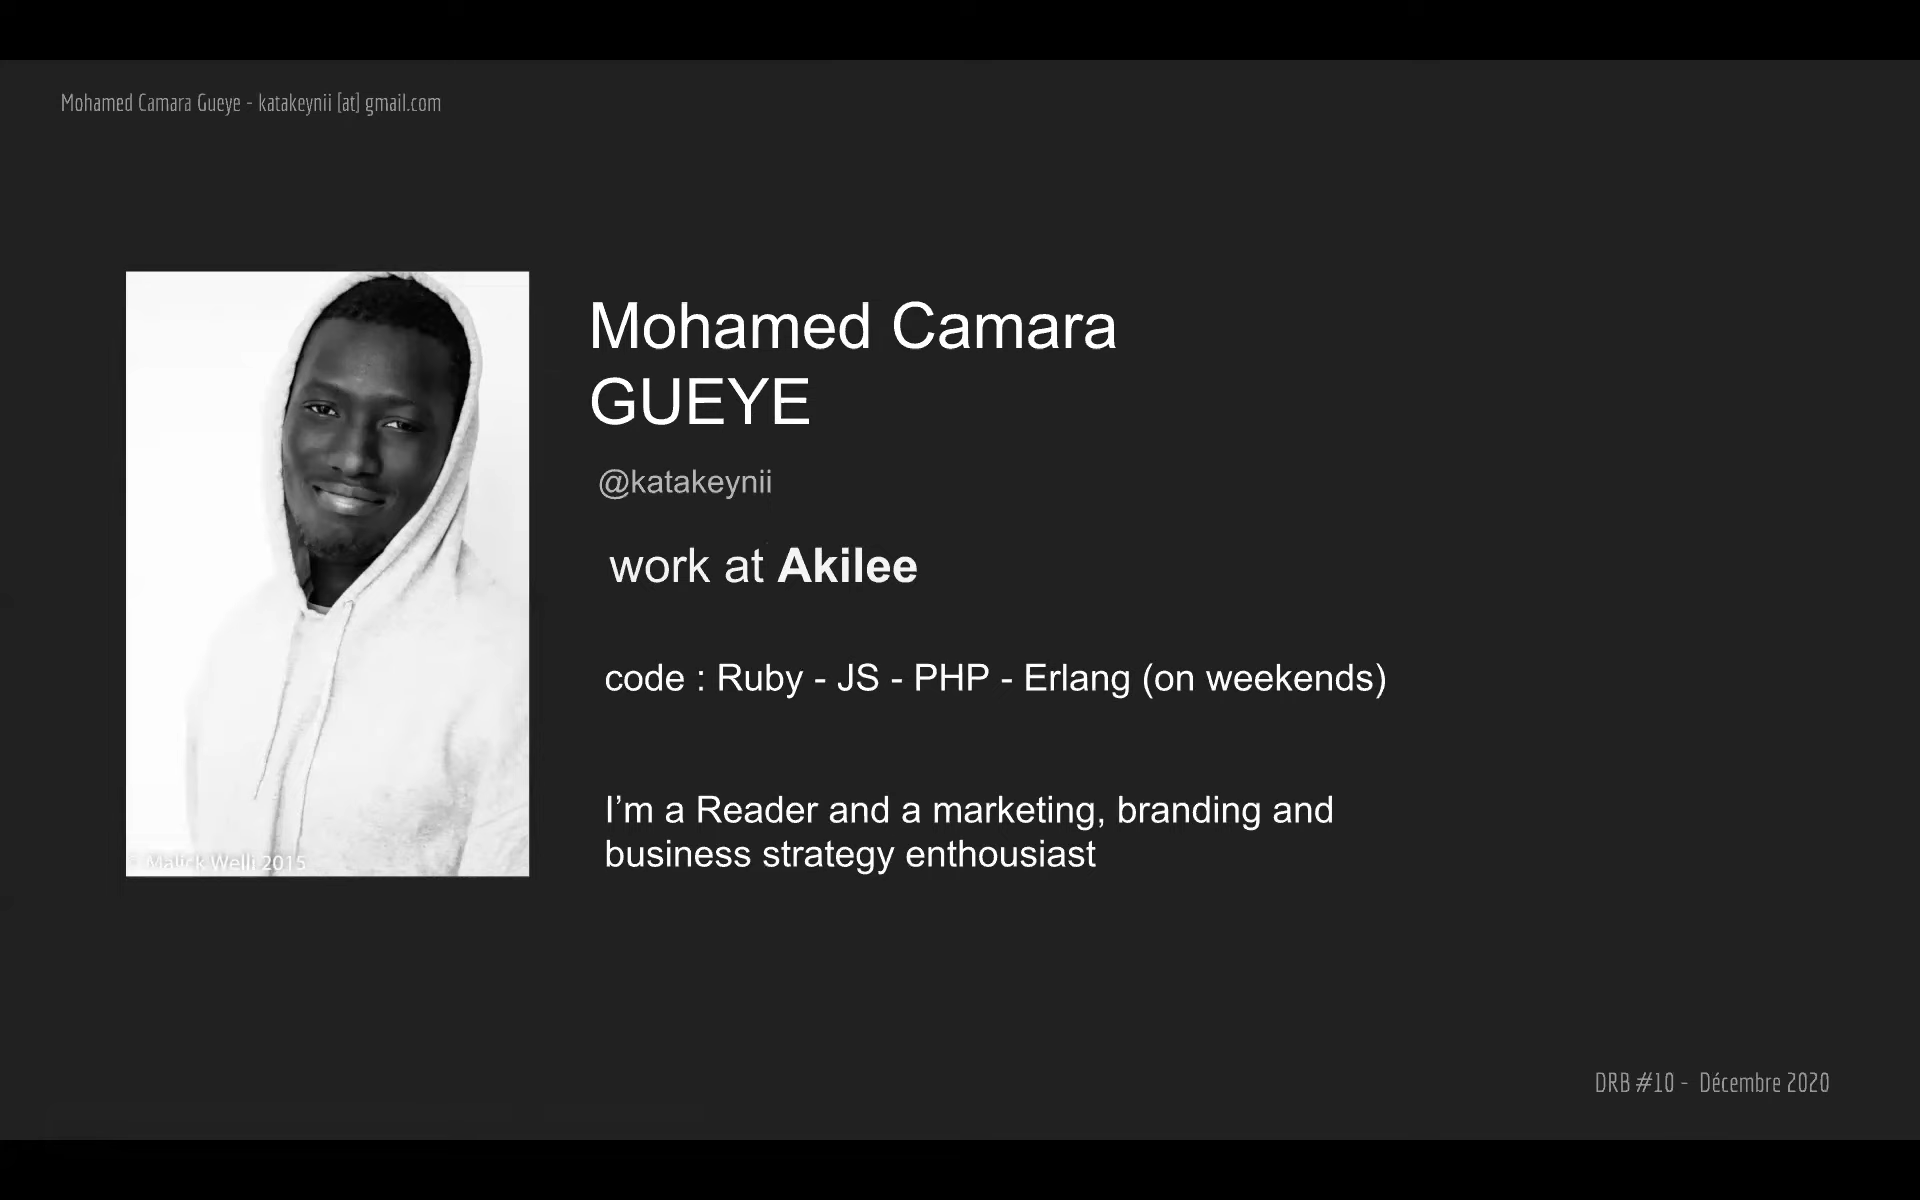 Mohamed Camara Gueye - katakeynii [at] gmail.com
Mohamed Camara
GUEYE
@katakeynii
work at Akilee
code : Ruby - JS - PHP - Erlang (on weekends)
I'm a Reader and a marketing, branding and
business strategy enthousiast
Malick Welli 2015
DRB #10 - Décembre 2020